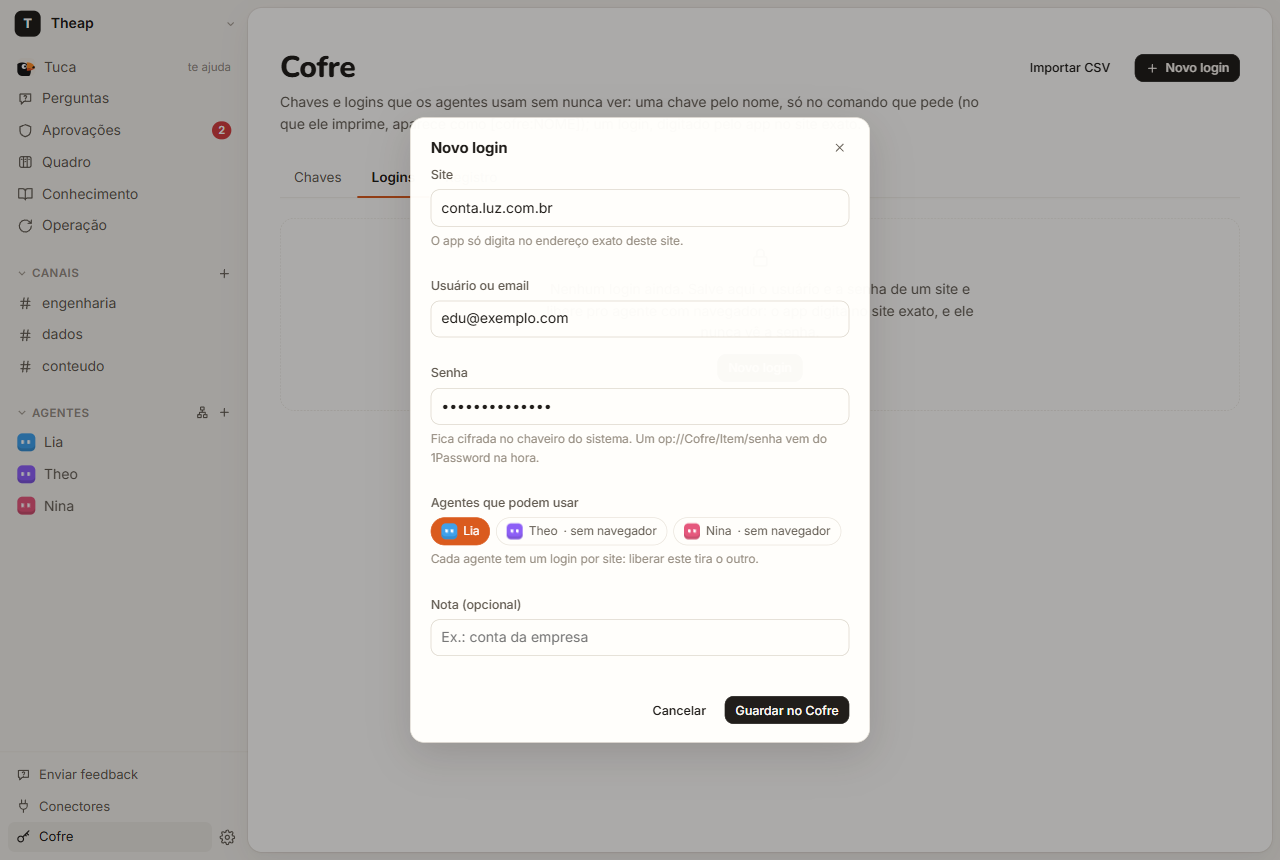 T Theap
Tuca te ajuda
Perguntas
Aprovações 2
Quadro
Conhecimento
Operação
CANAIS
# engenharia
# dados
# conteudo
AGENTES
Lia
Theo
Nina
Enviar feedback
Conectores
Cofre
Cofre
Importar CSV
+ Novo login
Chaves e logins que os agentes usam sem nunca ver: uma chave pelo nome, só no comando que pede (no
que ele imprime,
Chaves
Logins
de um site e
site exato, e ele
Novo login
Site
conta.luz.com.br
O app só digita no endereço exato deste site.
Usuário ou email
edu@exemplo.com
Senha
••••••••••••••
Fica cifrada no chaveiro do sistema. Um op://Cofre/Item/senha vem do
1Password na hora.
Agentes que podem usar
Lia
Theo · sem navegador
Nina · sem navegador
Cada agente tem um login por site: liberar este tira o outro.
Nota (opcional)
Ex.: conta da empresa
Cancelar
Guardar no Cofre